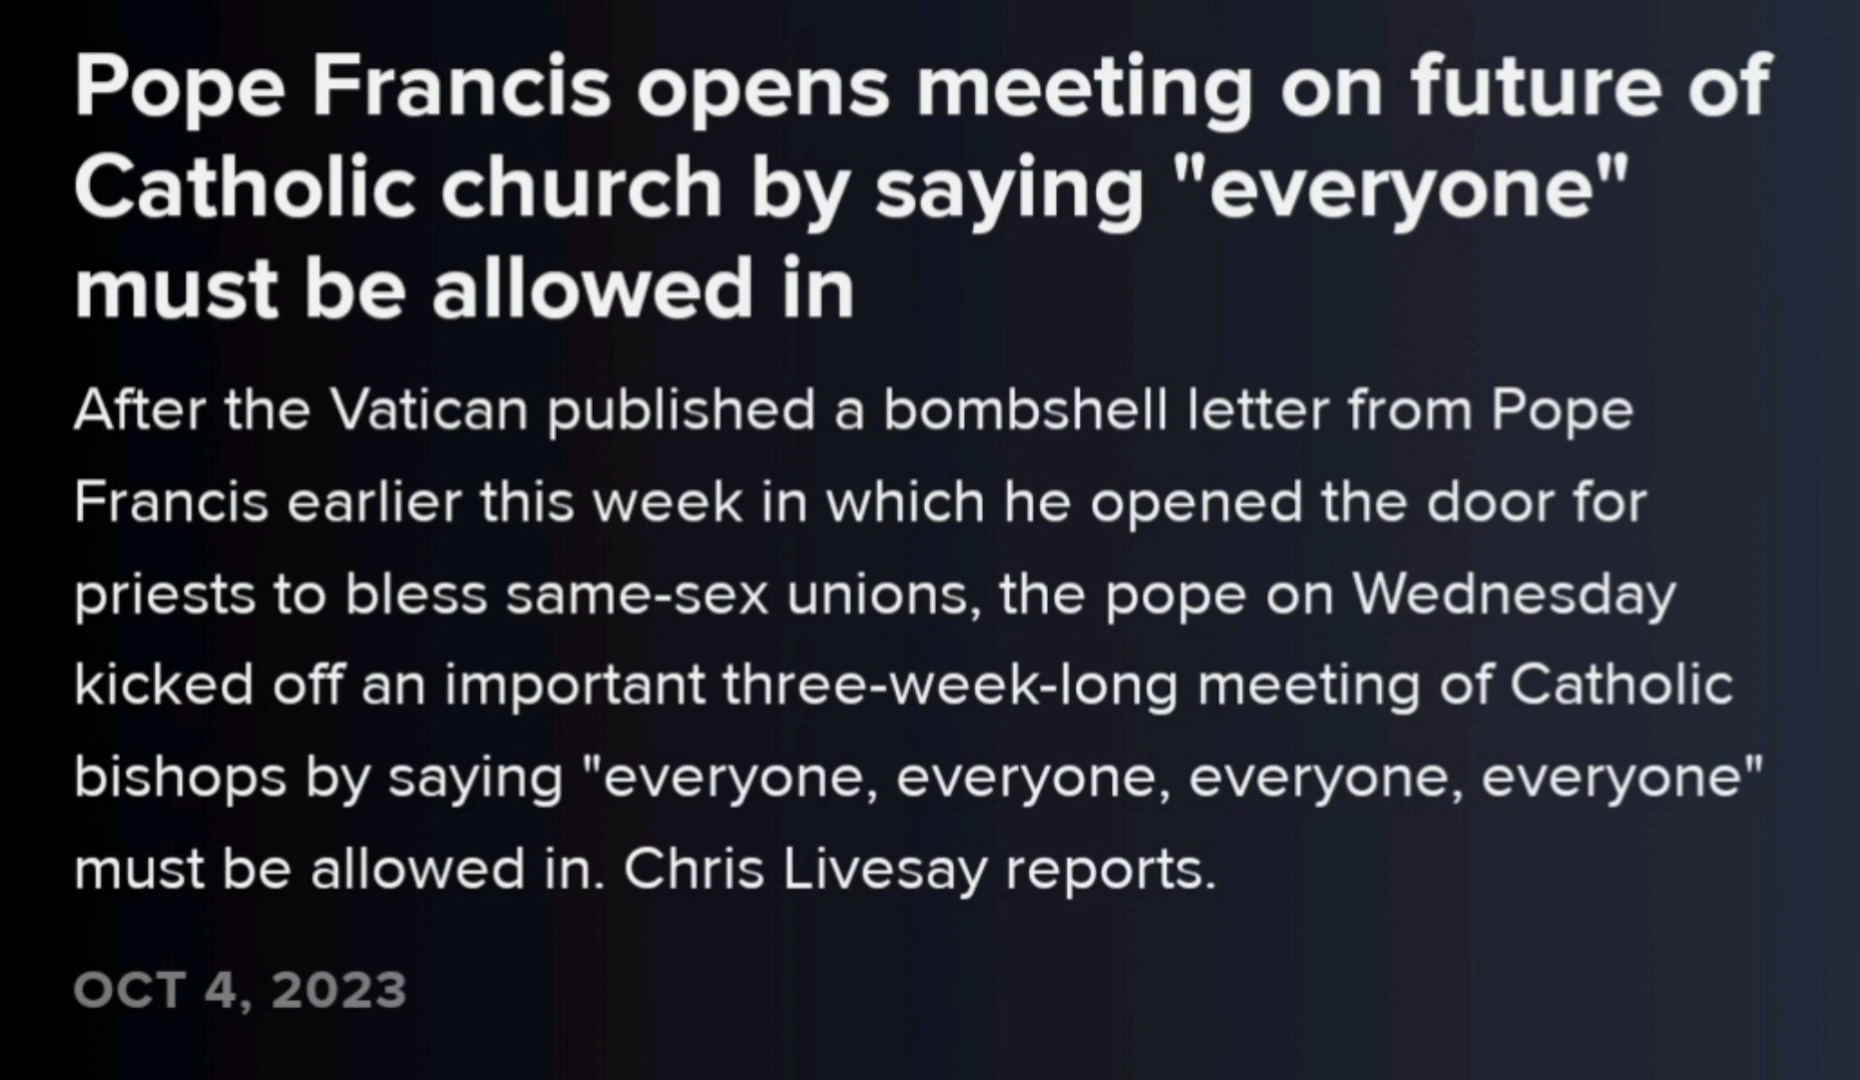 Pope Francis opens meeting on future of
Catholic church by saying "everyone"
must be allowed in
After the Vatican published a bombshell letter from Pope
Francis earlier this week in which he opened the door for
priests to bless same-sex unions, the pope on Wednesday
kicked off an important three-week-long meeting of Catholic
bishops by saying "everyone, everyone, everyone, everyone"
must be allowed in. Chris Livesay reports.
OCT 4, 2023